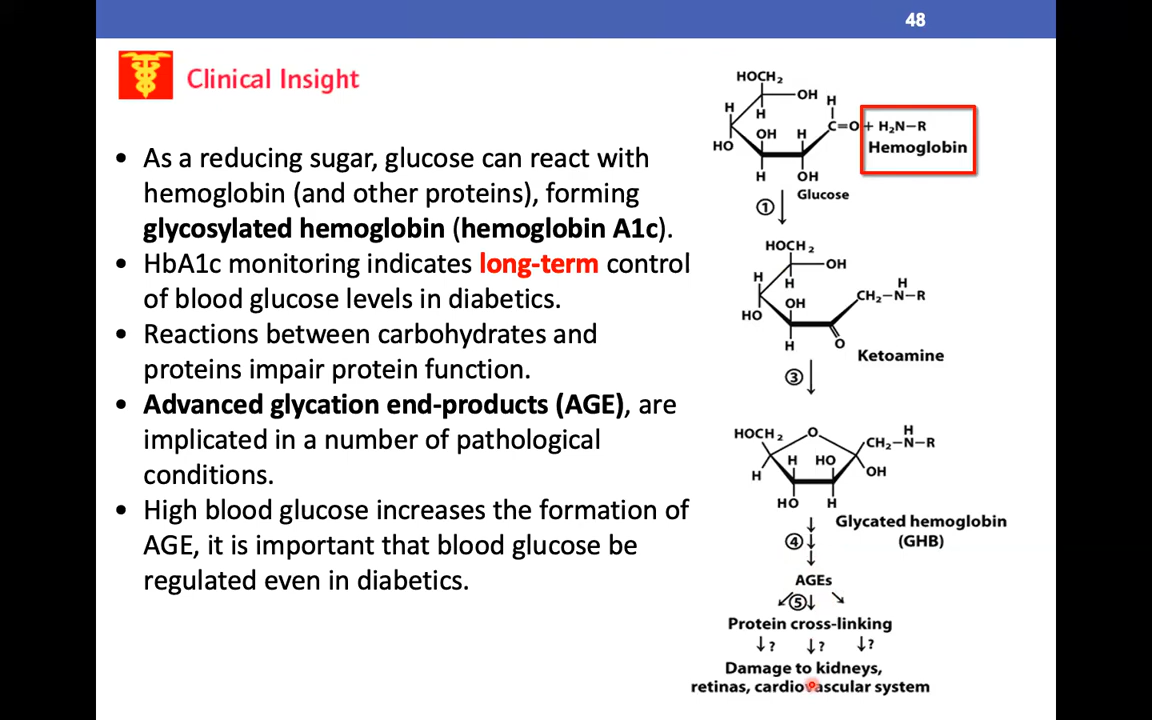 48
Clinical Insight
• As a reducing sugar, glucose can react with
hemoglobin (and other proteins), forming
glycosylated hemoglobin (hemoglobin A1c).
• HbA1c monitoring indicates long-term control
of blood glucose levels in diabetics.
• Reactions between carbohydrates and
proteins impair protein function.
• Advanced glycation end-products (AGE), are
implicated in a number of pathological
conditions.
• High blood glucose increases the formation of
AGE, it is important that blood glucose be
regulated even in diabetics.
HOCH₂
OH
H
H
H
C=O + H₂N–R
HO
OH
H
Hemoglobin
H
OH
Glucose
①
HOCH₂
OH
H
H
H
CH₂–N–R
HO
OH
H
O
Ketoamine
③
HOCH₂
O
H
CH₂–N–R
H
HO
H
OH
HO
H
Glycated hemoglobin
(GHB)
④
AGEs
⑤
Protein cross-linking
? ? ?
Damage to kidneys,
retinas, cardiovascular system